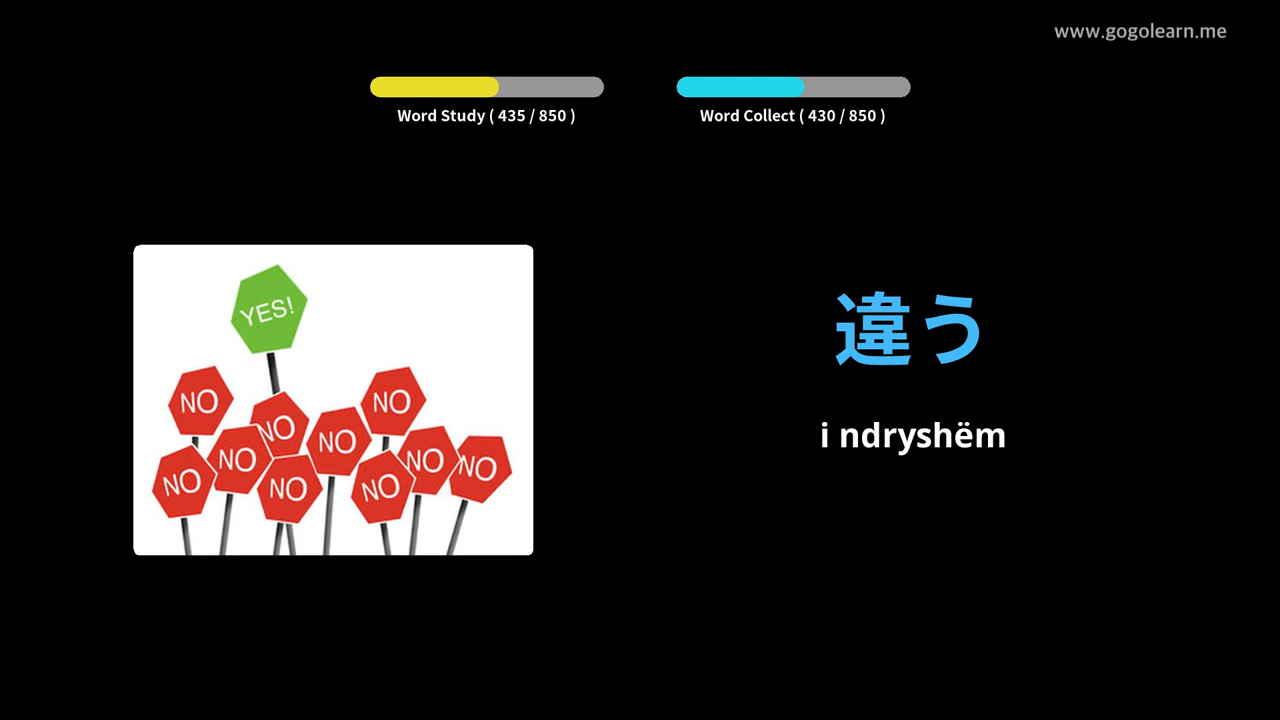 www.gogolearn.me
Word Study ( 435 / 850 )
Word Collect ( 430 / 850 )
YES!
NO
NO
NO
NO
NO
NO
NO
NO
NO
NO
違う
i ndryshëm